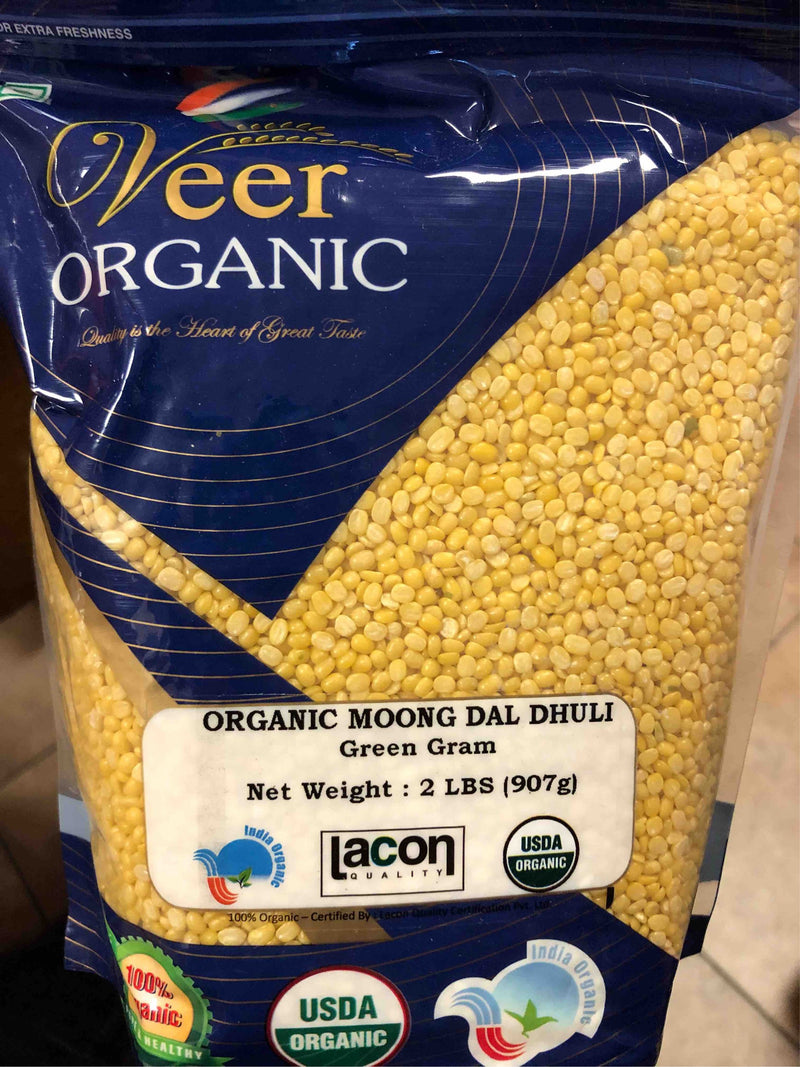 OR EXTRA FRESHNESS
Veer
ORGANIC
Quality is the Heart of Great Taste
ORGANIC MOONG DAL DHULI
Green Gram
Net Weight : 2 LBS (907g)
India Organic
lacon
QUALITY
USDA
ORGANIC
100% Organic – Certified By : Lacon Quality Certification Pvt. Ltd.
100%
ganic
HEALTHY
USDA
ORGANIC
India Organic